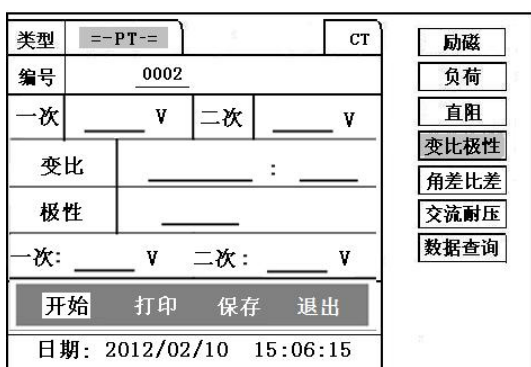 类型 =-PT-= CT
编号 0002
一次 V 二次 V
变比 :
极性
一次: V 二次: V
开始 打印 保存 退出
日期: 2012/02/10 15:06:15
励磁
负荷
直阻
变比极性
角差比差
交流耐压
数据查询